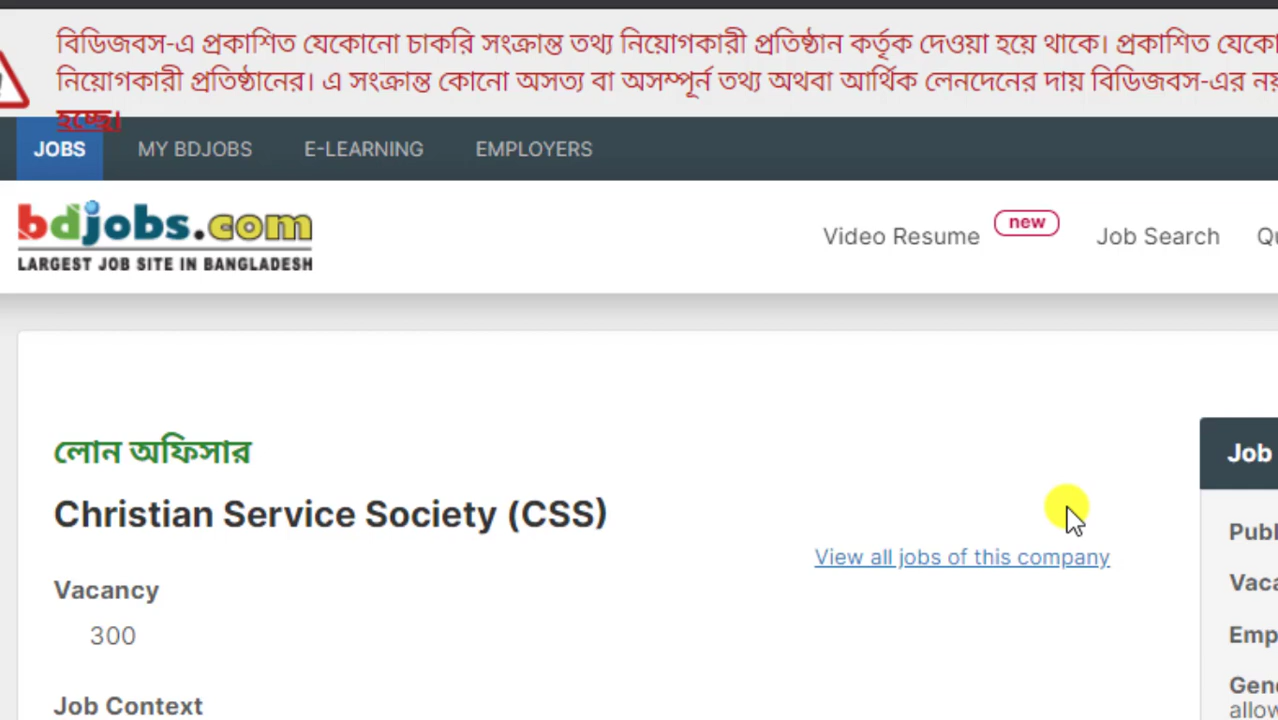 বিডিজবস-এ প্রকাশিত যেকোনো চাকরি সংক্রান্ত তথ্য নিয়োগকারী প্রতিষ্ঠান কর্তৃক দেওয়া হয়ে থাকে। প্রকাশিত
নিয়োগকারী প্রতিষ্ঠানের। এ সংক্রান্ত কোনো অসত্য বা অসম্পূর্ন তথ্য অথবা আর্থিক লেনদেনের দায় বিডিজবস-এর
হচ্ছে।
JOBS MY BDJOBS E-LEARNING EMPLOYERS
bdjobs.com
LARGEST JOB SITE IN BANGLADESH
Video Resume new Job Search
লোন অফিসার
Job
Christian Service Society (CSS)
View all jobs of this company
Vacancy
300
Job Context